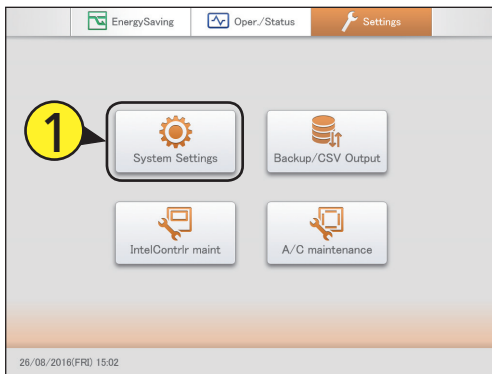 EnergySaving
Oper./Status
Settings
1
System Settings
Backup/CSV Output
IntelContrlr maint
A/C maintenance
26/08/2016(FRI) 15:02